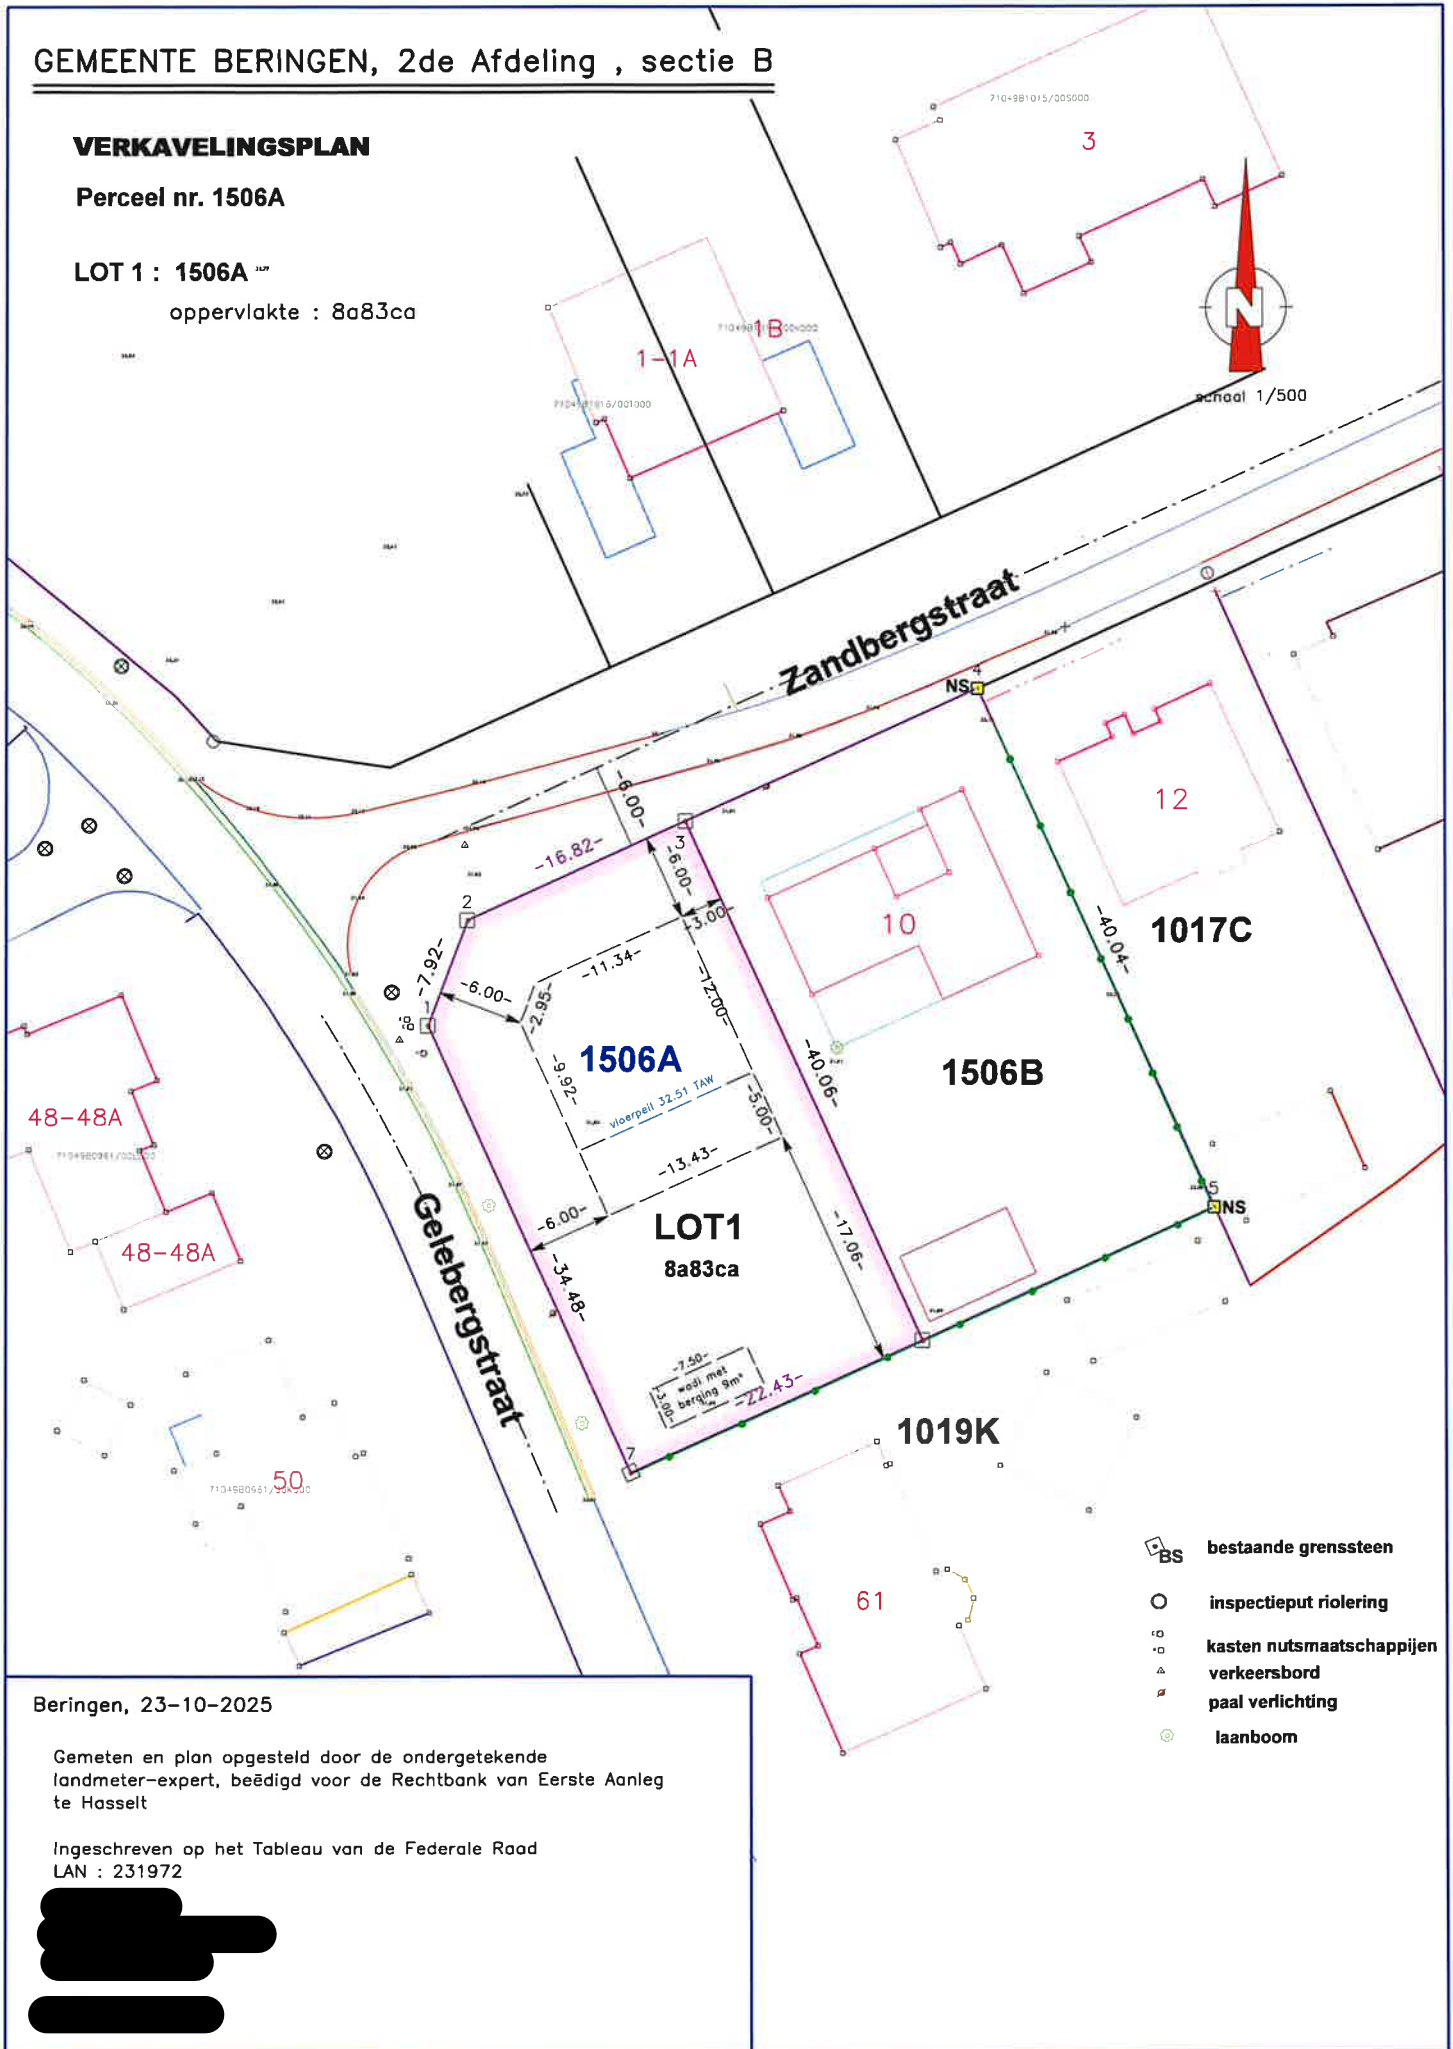 GEMEENTE BERINGEN, 2de Afdeling , sectie B
VERKAVELINGSPLAN
Perceel nr. 1506A
LOT 1 : 1506A
oppervlakte : 8a83ca
7104981015/00S000
3
1B
1-1A
N
schaal 1/500
Zandbergstraat
4
NS
-6.00-
3
-16.82-
-6.00-
-3.00-
2
12
10
1017C
-40.04-
-7.92-
-6.00-
-11.34-
-2.95-
-12.00-
1
1506A
-9.92-
vloerpeil 32.51 TAW
-5.00-
-40.06-
1506B
48-48A
-13.43-
5
NS
-6.00-
LOT1
8a83ca
-17.06-
48-48A
-34.48-
Gelebergstraat
-7.50-
wadi met
berging 9m³
-3.00-
-22.43-
7
1019K
50
61
BS bestaande grenssteen
inspectieput riolering
kasten nutsmaatschappijen
verkeersbord
paal verlichting
laanboom
Beringen, 23-10-2025
Gemeten en plan opgesteld door de ondergetekende
landmeter-expert, beëdigd voor de Rechtbank van Eerste Aanleg
te Hasselt
Ingeschreven op het Tableau van de Federale Raad
LAN : 231972